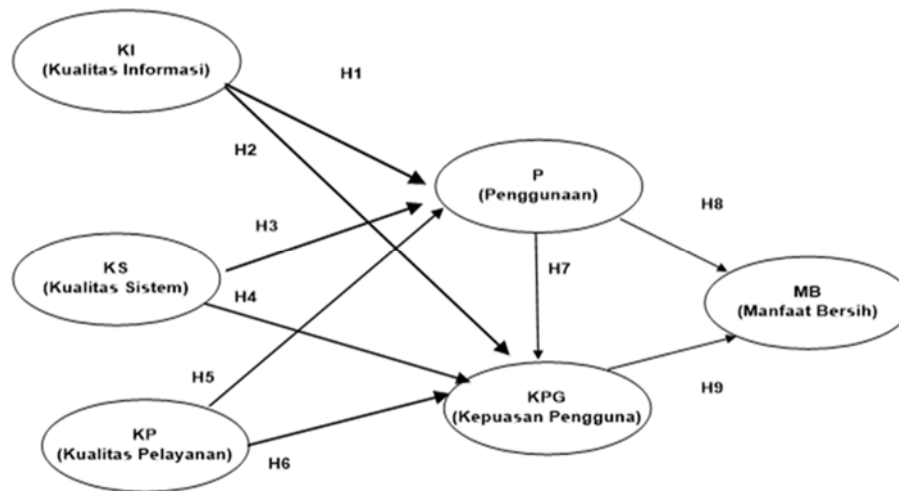 KI
(Kualitas Informasi)
H1
H2
P
(Penggunaan)
H8
H3
KS
(Kualitas Sistem)
H7
H4
MB
(Manfaat Bersih)
H5
H9
KPG
(Kepuasan Pengguna)
KP
(Kualitas Pelayanan)
H6